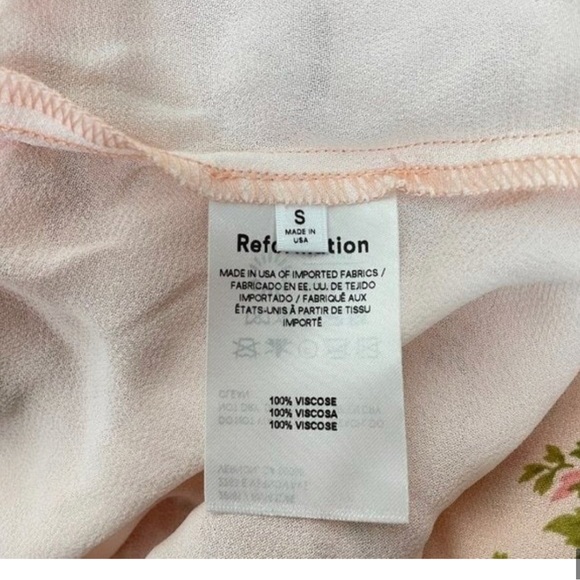 S
MADE IN
USA
MADE IN USA OF IMPORTED FABRICS /
FABRICADO EN EE. UU. DE TEJIDO
IMPORTADO / FABRIQUÉ AUX
ÉTATS-UNIS À PARTIR DE TISSU
IMPORTÉ
100% VISCOSE
100% VISCOSA
100% VISCOSE